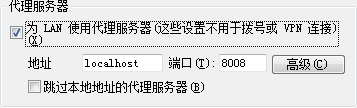 代理服务器
为 LAN 使用代理服务器(这些设置不用于拨号或 VPN 连接)
(X)
地址 localhost 端口(T): 8008 高级(C)
跳过本地地址的代理服务器(B)